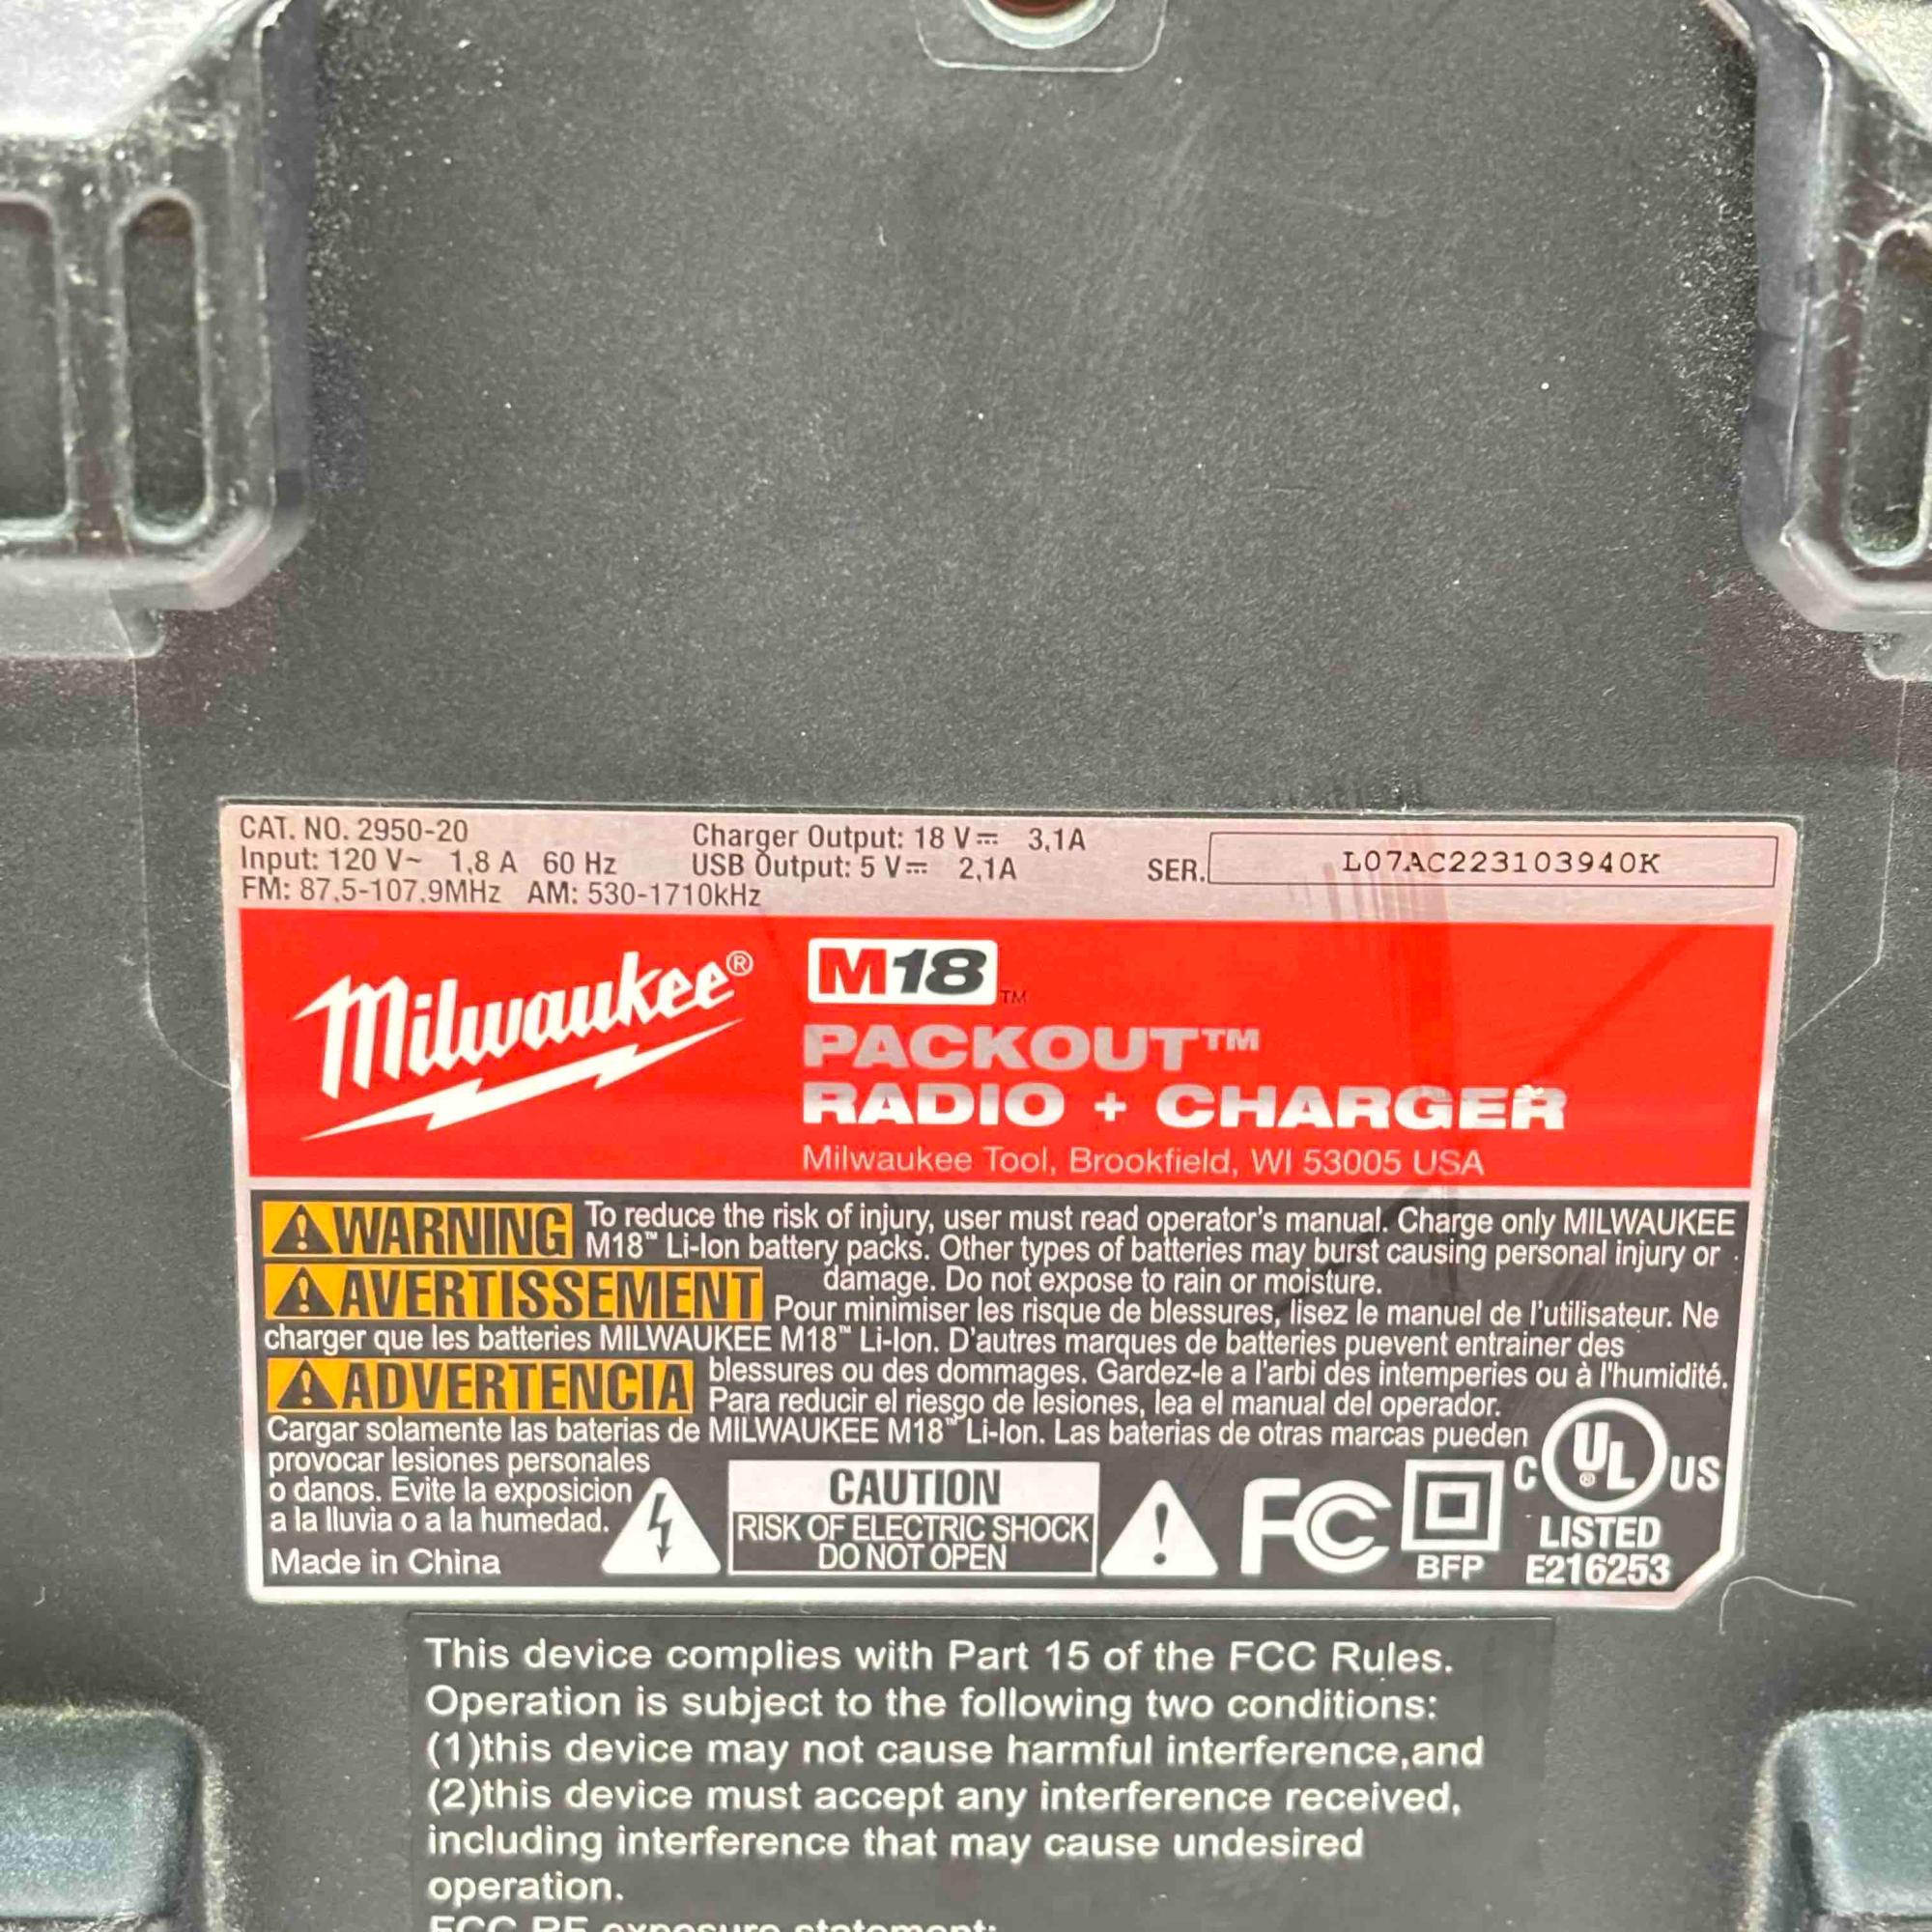 CAT. NO. 2950-20
Input: 120 V~ 1,8 A 60 Hz
FM: 87,5-107,9MHz AM: 530-1710kHz
Charger Output: 18 V⎓ 3,1A
USB Output: 5 V⎓ 2,1A
SER. L07AC223103940K
Milwaukee®
M18™
PACKOUT™
RADIO + CHARGER
Milwaukee Tool, Brookfield, WI 53005 USA
⚠WARNING To reduce the risk of injury, user must read operator's manual. Charge only MILWAUKEE
M18™ Li-Ion battery packs. Other types of batteries may burst causing personal injury or
damage. Do not expose to rain or moisture.
⚠AVERTISSEMENT Pour minimiser les risque de blessures, lisez le manuel de l'utilisateur. Ne
charger que les batteries MILWAUKEE M18™ Li-Ion. D'autres marques de batteries puevent entrainer des
blessures ou des dommages. Gardez-le a l'arbi des intemperies ou à l'humidité.
⚠ADVERTENCIA Para reducir el riesgo de lesiones, lea el manual del operador.
Cargar solamente las baterias de MILWAUKEE M18™ Li-Ion. Las baterias de otras marcas pueden
provocar lesiones personales
o danos. Evite la exposicion
a la lluvia o a la humedad.
Made in China
CAUTION
RISK OF ELECTRIC SHOCK
DO NOT OPEN
FC
BFP
C UL® US
LISTED
E216253
This device complies with Part 15 of the FCC Rules.
Operation is subject to the following two conditions:
(1)this device may not cause harmful interference,and
(2)this device must accept any interference received,
including interference that may cause undesired
operation.
FCC RF exposure statement: